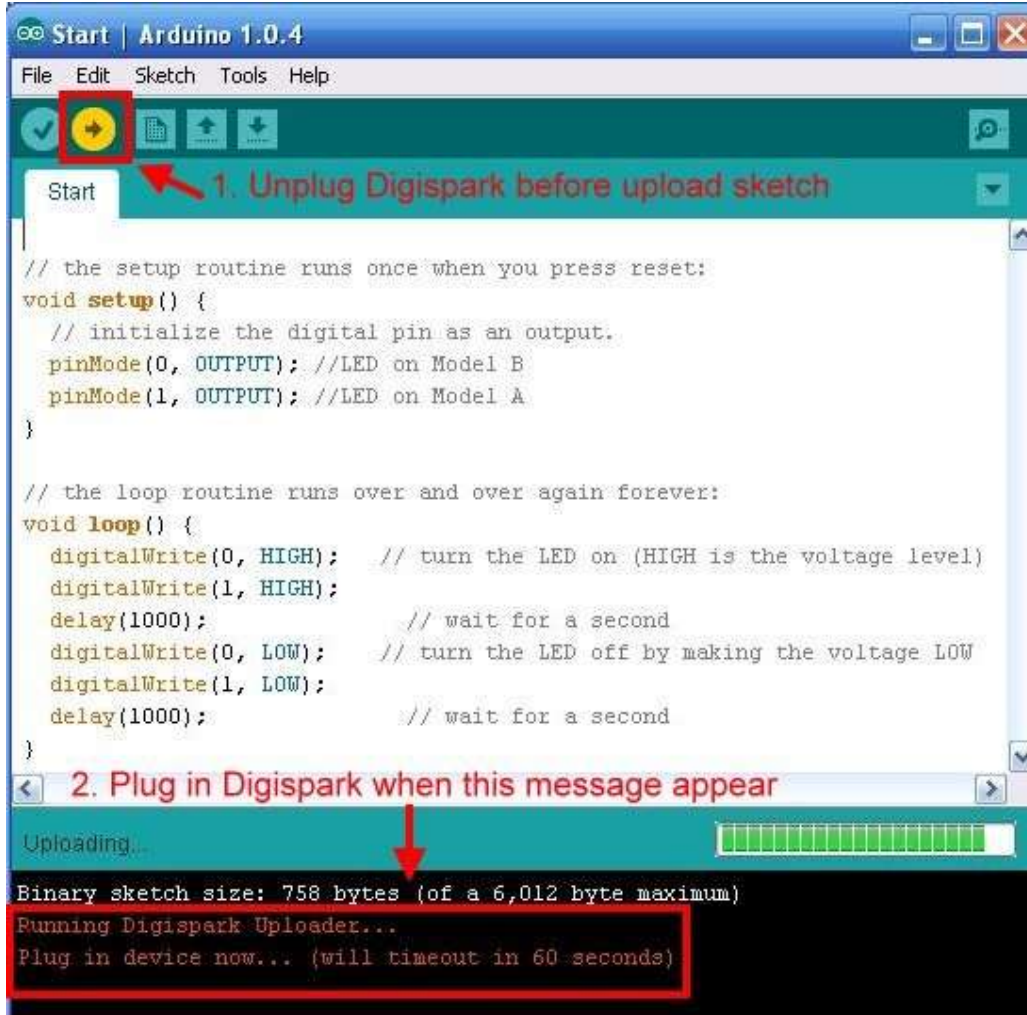 Start | Arduino 1.0.4
File Edit Sketch Tools Help
1. Unplug Digispark before upload sketch
Start
// the setup routine runs once when you press reset:
void setup() {
  // initialize the digital pin as an output.
  pinMode(0, OUTPUT); //LED on Model B
  pinMode(1, OUTPUT); //LED on Model A
}
// the loop routine runs over and over again forever:
void loop() {
  digitalWrite(0, HIGH);   // turn the LED on (HIGH is the voltage level)
  digitalWrite(1, HIGH);
  delay(1000);               // wait for a second
  digitalWrite(0, LOW);    // turn the LED off by making the voltage LOW
  digitalWrite(1, LOW);
  delay(1000);               // wait for a second
}
2. Plug in Digispark when this message appear
Uploading...
Binary sketch size: 758 bytes (of a 6,012 byte maximum)
Running Digispark Uploader...
Plug in device now... (will timeout in 60 seconds)